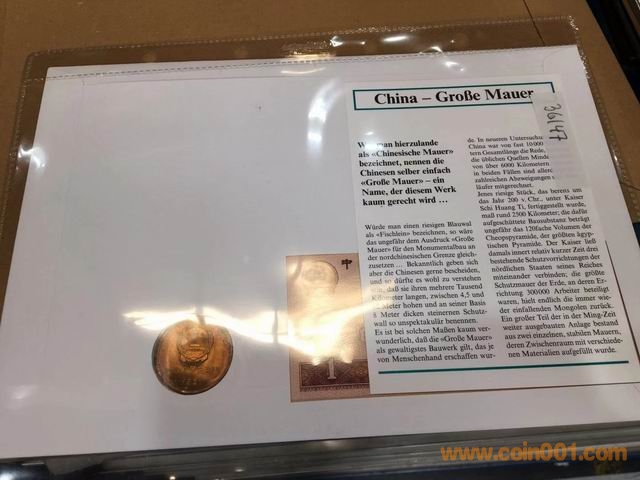 China – Große Mauer
36147
man hierzulande
als «Chinesische Mauer»
bezeichnet, nennen die
Chinesen selber einfach
«Große Mauer» – ein
Name, der diesem Werk
kaum gerecht wird ...
Würde man einen riesigen Blauwal
als «Fischlein» bezeichnen, so wäre
das ungefähr dem Ausdruck «Große
Mauer» für den Monumentalbau an
der nordchinesischen Grenze gleich-
zusetzen ... Bekanntlich geben sich
aber die Chinesen gerne bescheiden,
und so dürfte es wohl zu verstehen
sein, daß sie ihren mehrere Tausend
Kilometer langen, zwischen 4,5 und
Meter hohen und an seiner Basis
8 Meter dicken steinernen Schutz-
wall so unspektakulär benennen.
Es ist bei solchen Maßen kaum ver-
wunderlich, daß die «Große Mauer»
als gewaltigstes Bauwerk gilt, das je
von Menschenhand erschaffen wur-
de. In neueren Untersuchu
China war von fast 10/000
tern Gesamtlänge die Rede,
die üblichen Quellen Minde
von über 6000 Kilometern
in beiden Fällen sind allerd
zahlreichen Abzweigungen
läufer mitgerechnet.
Jenes riesige Stück, das bereits um
das Jahr 200 v. Chr., unter Kaiser
Schi Huang Ti, fertiggestellt wurde,
maß rund 2500 Kilometer; die dafür
aufgeschüttete Bausubstanz beträgt
ungefähr das 120fache Volumen der
Cheopspyramide, der größten ägyp-
tischen Pyramide. Der Kaiser ließ
damals innert relativ kurzer Zeit drei
bestehende Schutzvorrichtungen der
nördlichen Staaten seines Reiches
miteinander verbinden; die größte
Schutzmauer der Erde, an deren Er-
richtung 300'000 Arbeiter beteiligt
waren, hielt endlich die immer wie-
der einfallenden Mongolen zurück.
Ein großer Teil der in der Ming-Zeit
weiter ausgebauten Anlage bestand
aus zwei einzelnen, stabilen Mauern,
deren Zwischenraum mit verschiede-
nen Materialien aufgefüllt wurde.
中
1
www.coin001.com